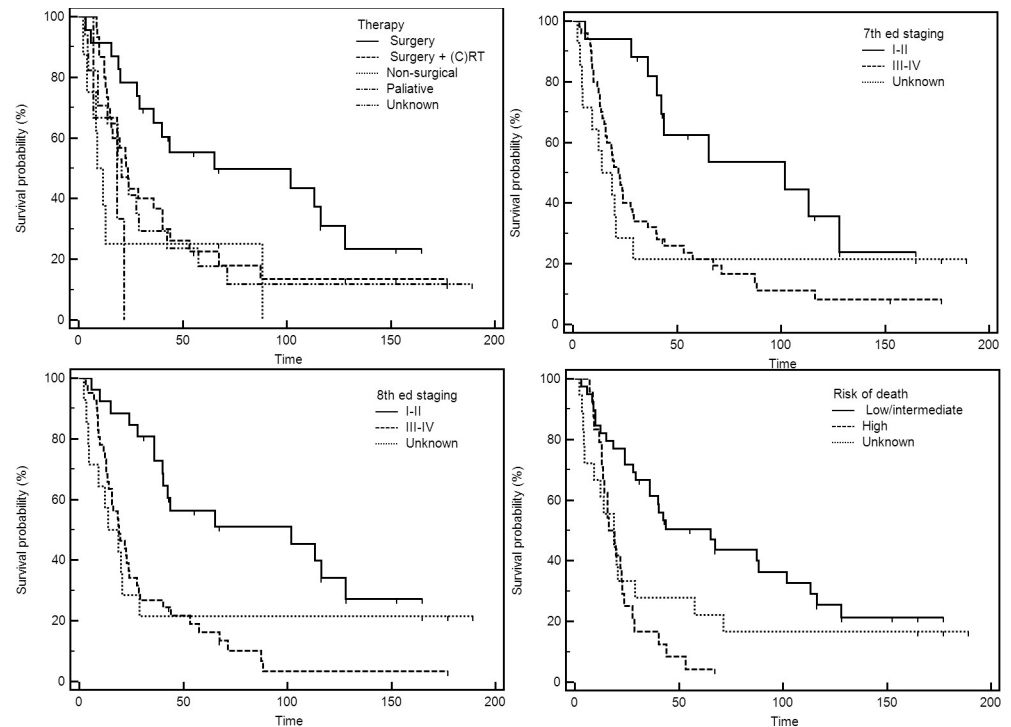 Therapy
Surgery
Surgery + (C)RT
Non-surgical
Paliative
Unknown
Survival probability (%)
100
80
60
40
20
0
0 50 100 150 200
Time
7th ed staging
I-II
III-IV
Unknown
Survival probability (%)
100
80
60
40
20
0
0 50 100 150 200
Time
8th ed staging
I-II
III-IV
Unknown
Survival probability (%)
100
80
60
40
20
0
0 50 100 150 200
Time
Risk of death
Low/intermediate
High
Unknown
Survival probability (%)
100
80
60
40
20
0
0 50 100 150 200
Time